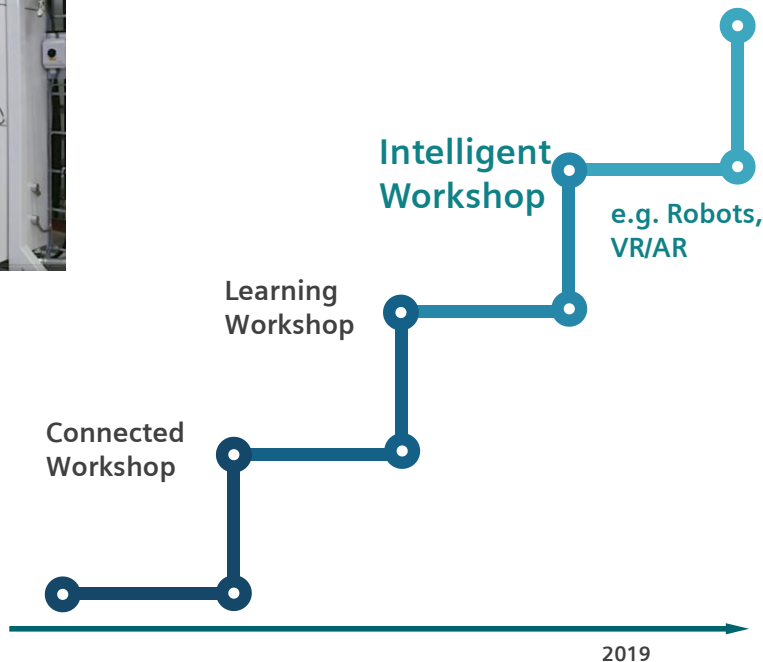 Intelligent
Workshop
e.g. Robots,
VR/AR
Learning
Workshop
Connected
Workshop
2019